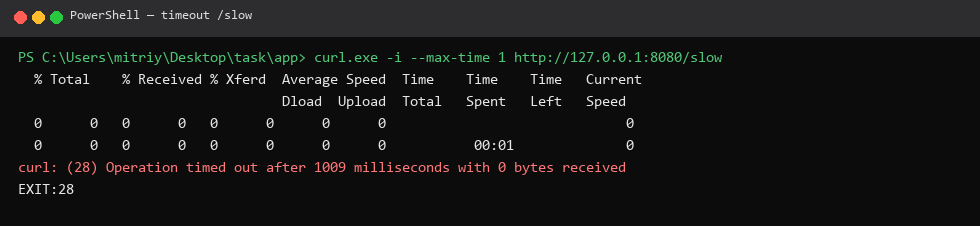 PowerShell — timeout /slow
PS C:\Users\mitriy\Desktop\task\app> curl.exe -i --max-time 1 http://127.0.0.1:8080/slow
% Total % Received % Xferd Average Speed Time Time Time Current
Dload Upload Total Spent Left Speed
0 0 0 0 0 0 0 0 0
0 0 0 0 0 0 0 0 00:01 0
curl: (28) Operation timed out after 1009 milliseconds with 0 bytes received
EXIT:28